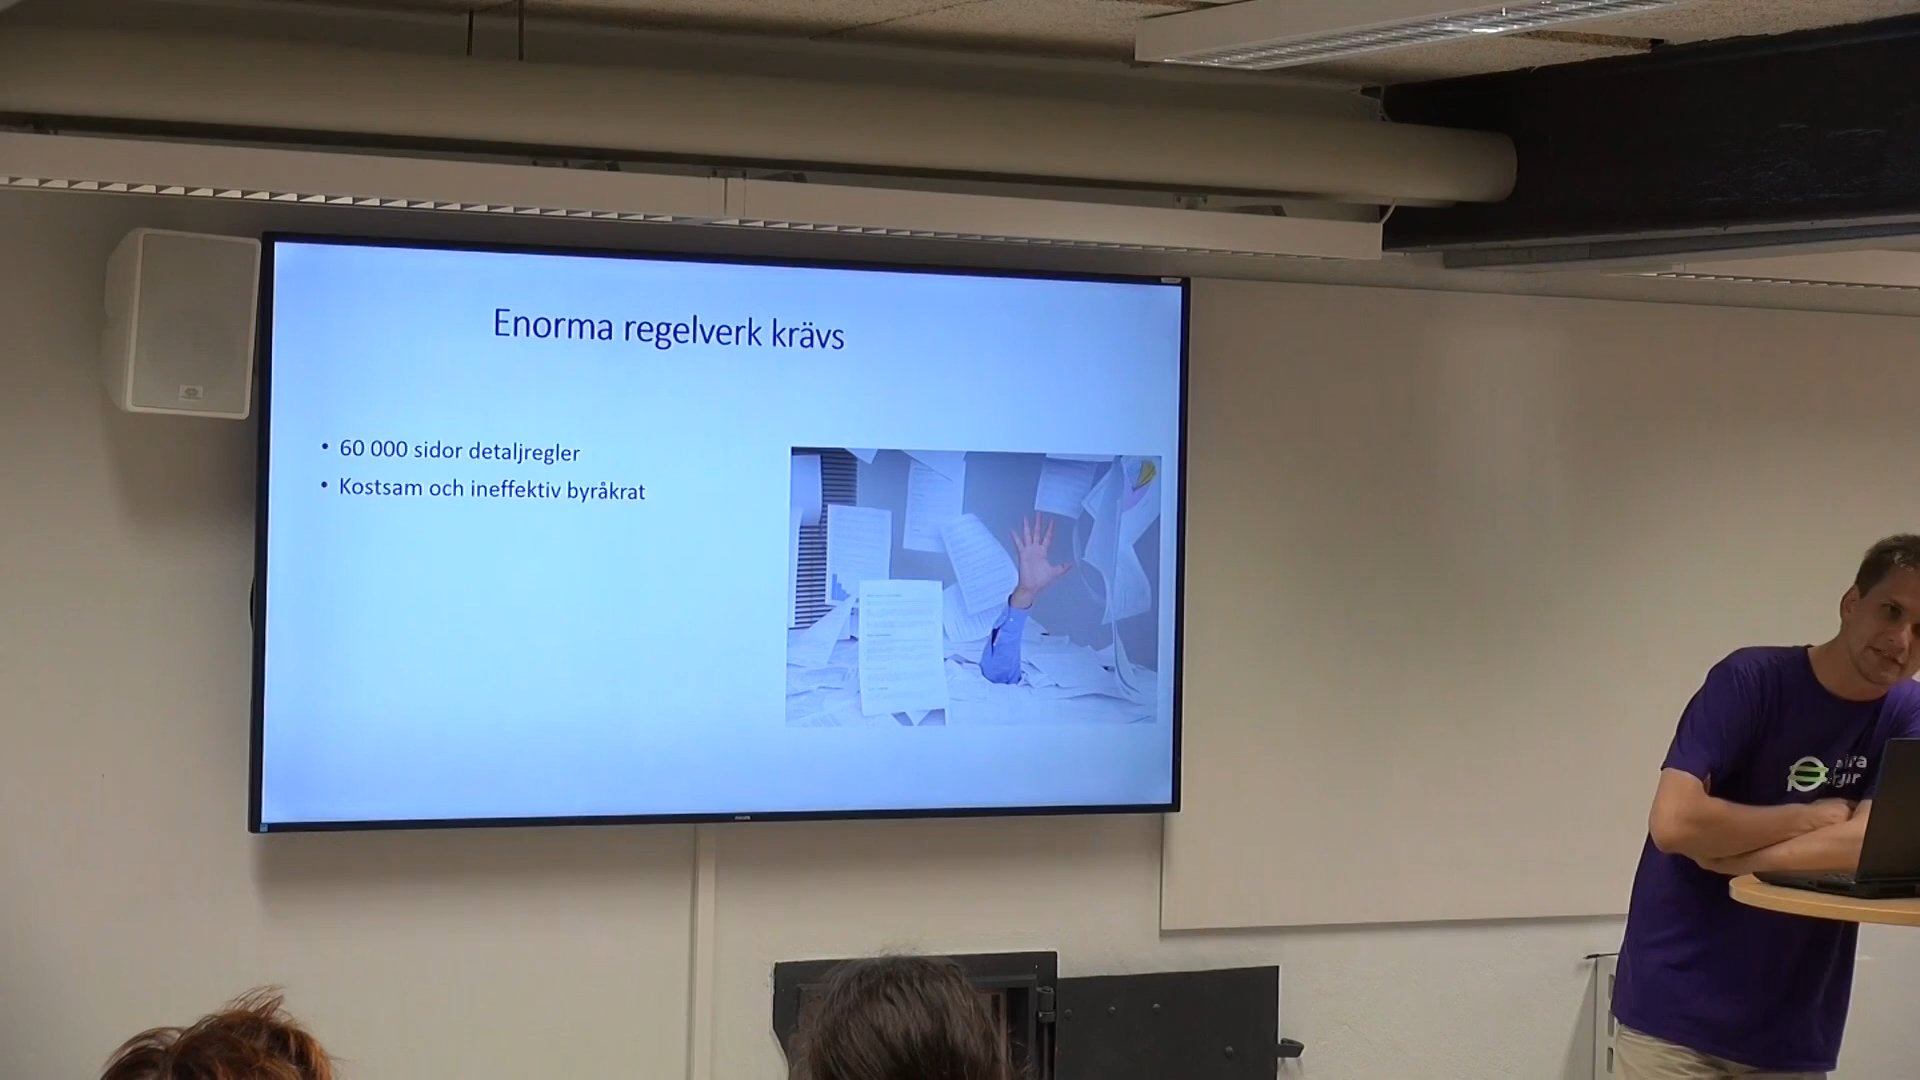 Enorma regelverk krävs
• 60 000 sidor detaljregler
• Kostsam och ineffektiv byråkrat